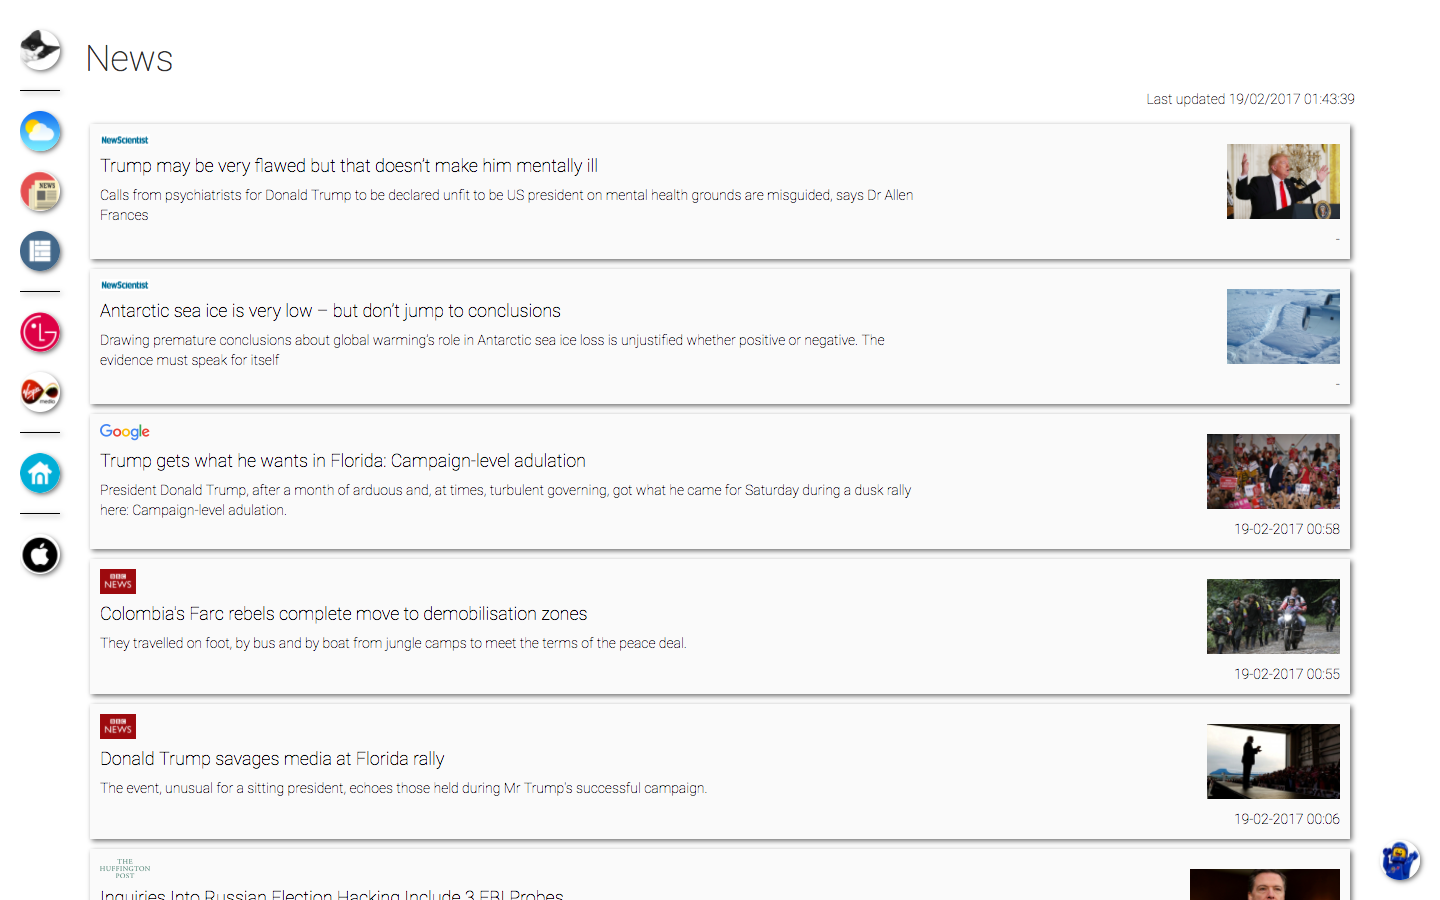 News
Last updated 19/02/2017 01:43:39
NewScientist
Trump may be very flawed but that doesn't make him mentally ill
Calls from psychiatrists for Donald Trump to be declared unfit to be US president on mental health grounds are misguided, says Dr Allen
Frances
-
NewScientist
Antarctic sea ice is very low – but don't jump to conclusions
Drawing premature conclusions about global warming's role in Antarctic sea ice loss is unjustified whether positive or negative. The
evidence must speak for itself
-
Google
Trump gets what he wants in Florida: Campaign-level adulation
President Donald Trump, after a month of arduous and, at times, turbulent governing, got what he came for Saturday during a dusk rally
here: Campaign-level adulation.
19-02-2017 00:58
BBC
NEWS
Colombia's Farc rebels complete move to demobilisation zones
They travelled on foot, by bus and by boat from jungle camps to meet the terms of the peace deal.
19-02-2017 00:55
BBC
NEWS
Donald Trump savages media at Florida rally
The event, unusual for a sitting president, echoes those held during Mr Trump's successful campaign.
19-02-2017 00:06
THE
HUFFINGTON
POST
Inquiries Into Russian Election Hacking Include 3 FBI Probes
NEWS
LG
Virgin
media